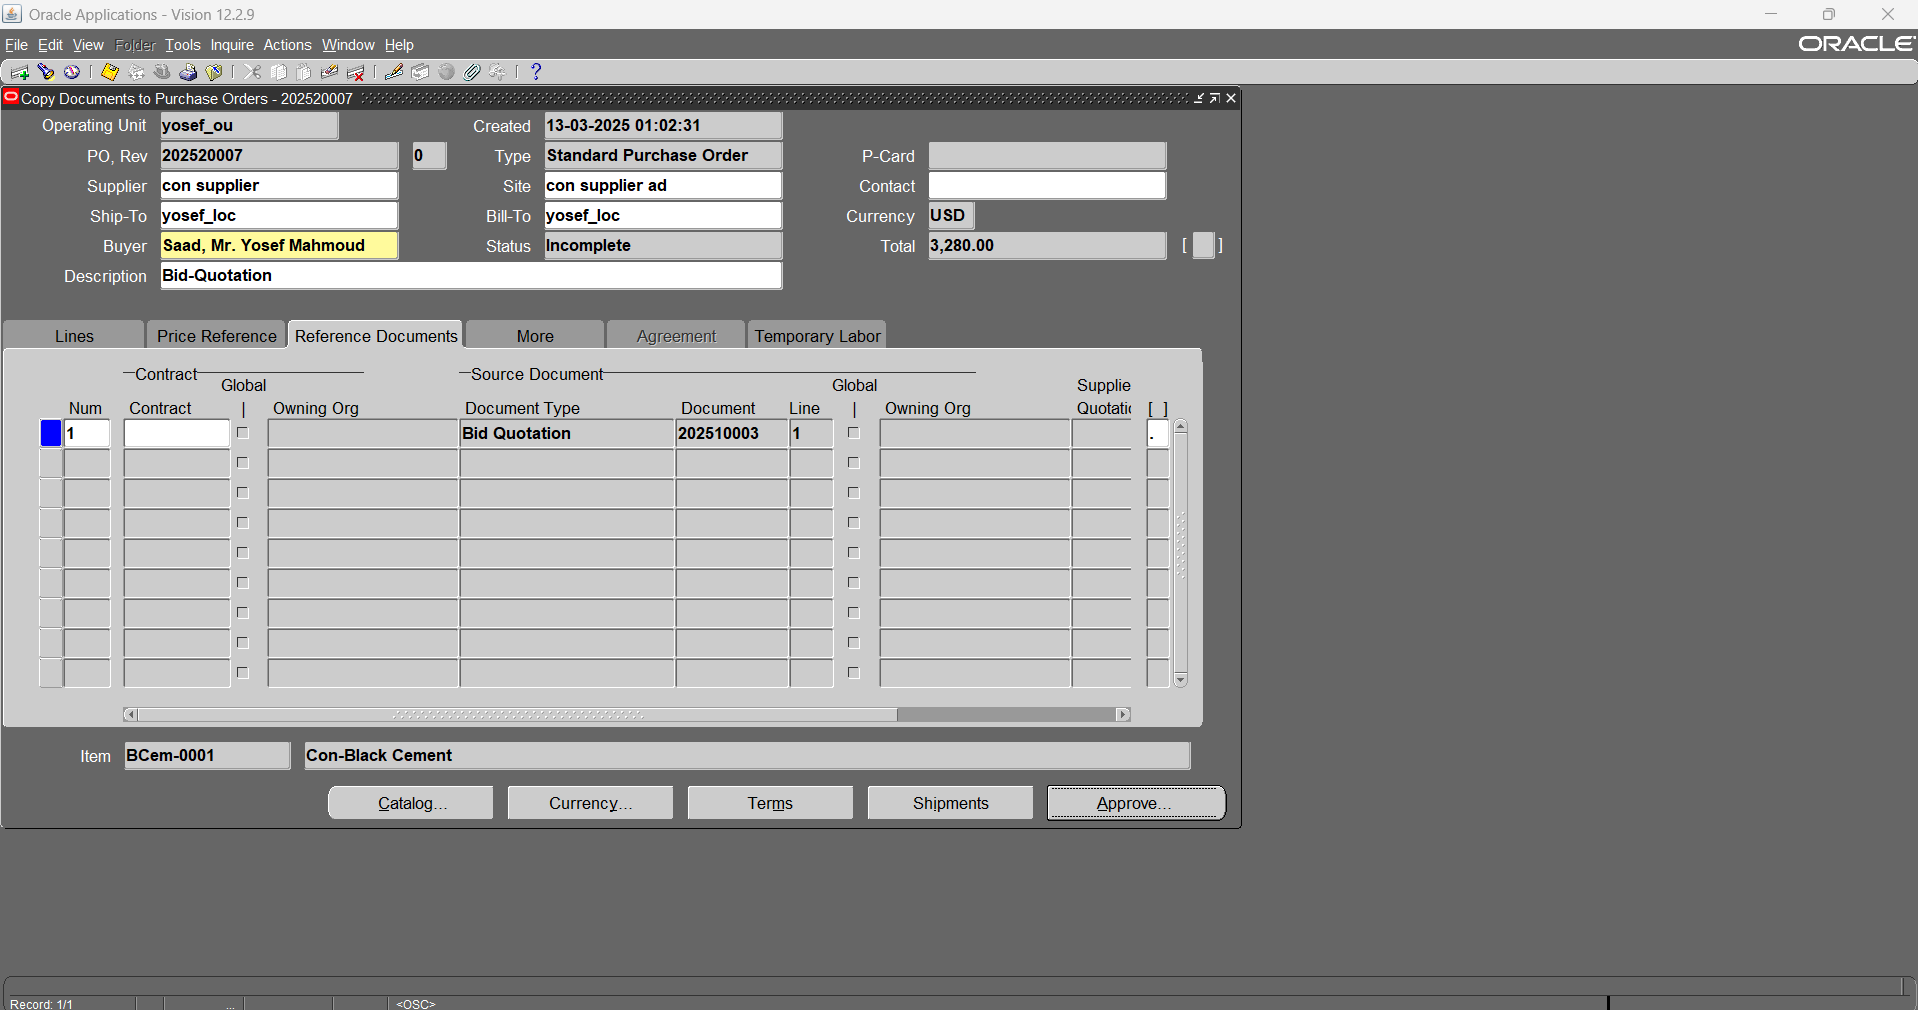 Oracle Applications - Vision 12.2.9
File Edit View Folder Tools Inquire Actions Window Help
ORACLE
Copy Documents to Purchase Orders - 202520007
Operating Unit yosef_ou Created 13-03-2025 01:02:31
PO, Rev 202520007 0 Type Standard Purchase Order P-Card
Supplier con supplier Site con supplier ad Contact
Ship-To yosef_loc Bill-To yosef_loc Currency USD
Buyer Saad, Mr. Yosef Mahmoud Status Incomplete Total 3,280.00 [ ]
Description Bid-Quotation
Lines Price Reference Reference Documents More Agreement Temporary Labor
Contract Source Document
Global Global Supplie
Num Contract | Owning Org Document Type Document Line | Owning Org Quotatic [ ]
1 Bid Quotation 202510003 1 .
Item BCem-0001 Con-Black Cement
Catalog... Currency... Terms Shipments Approve...
Record: 1/1 ... <OSC>